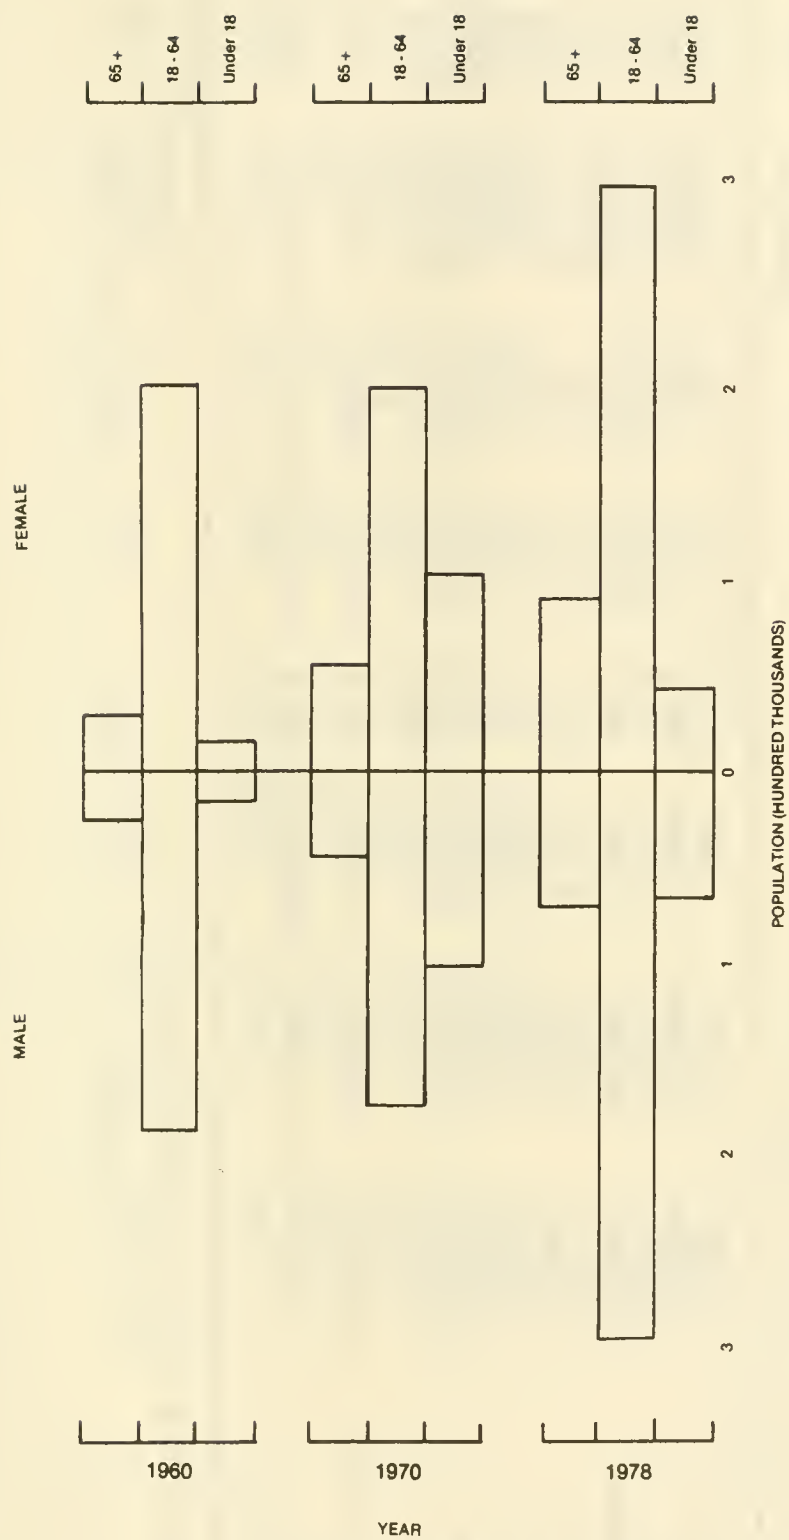 MALE FEMALE
65 +
1960 18 - 64
Under 18
65 +
YEAR 1970 18 - 64
Under 18
65 +
1978 18 - 64
Under 18
3 2 1 0 1 2 3
POPULATION (HUNDRED THOUSANDS)